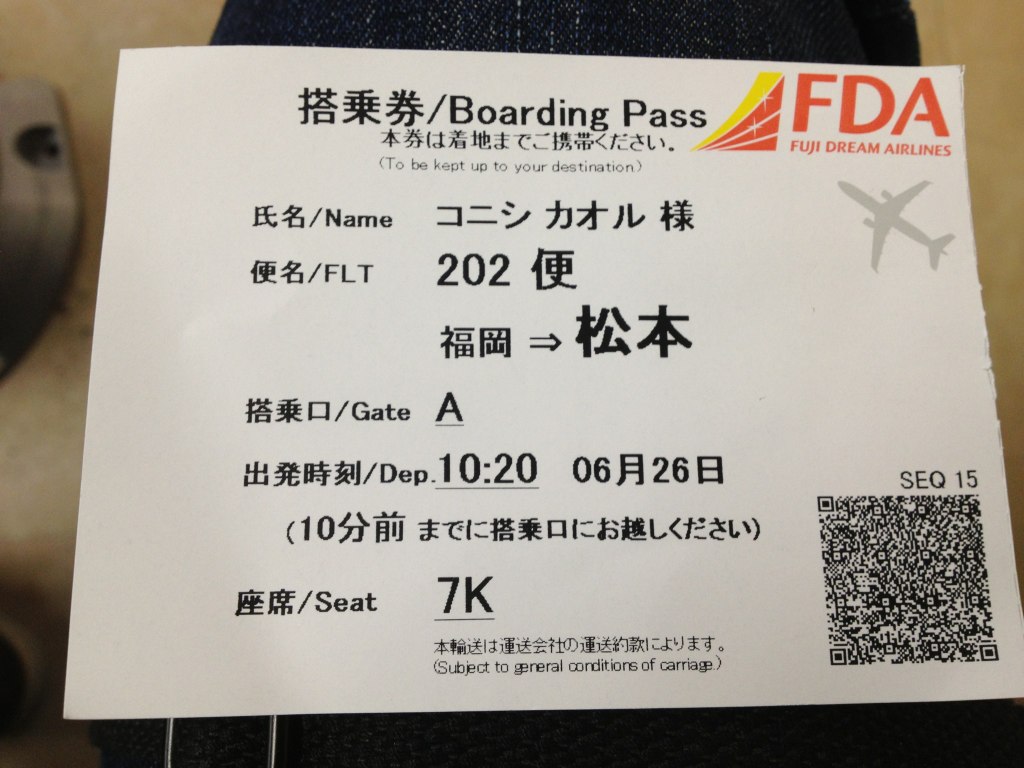 搭乗券/Boarding Pass
FDA
FUJI DREAM AIRLINES
本券は着地までご携帯ください。
(To be kept up to your destination)
氏名/Name コニシ カオル 様
便名/FLT 202 便
福岡 ⇒ 松本
搭乗口/Gate A
出発時刻/Dep. 10:20 06月26日
(10分前 までに搭乗口にお越しください)
SEQ 15
座席/Seat 7K
本輸送は運送会社の運送約款によります。
(Subject to general conditions of carriage.)